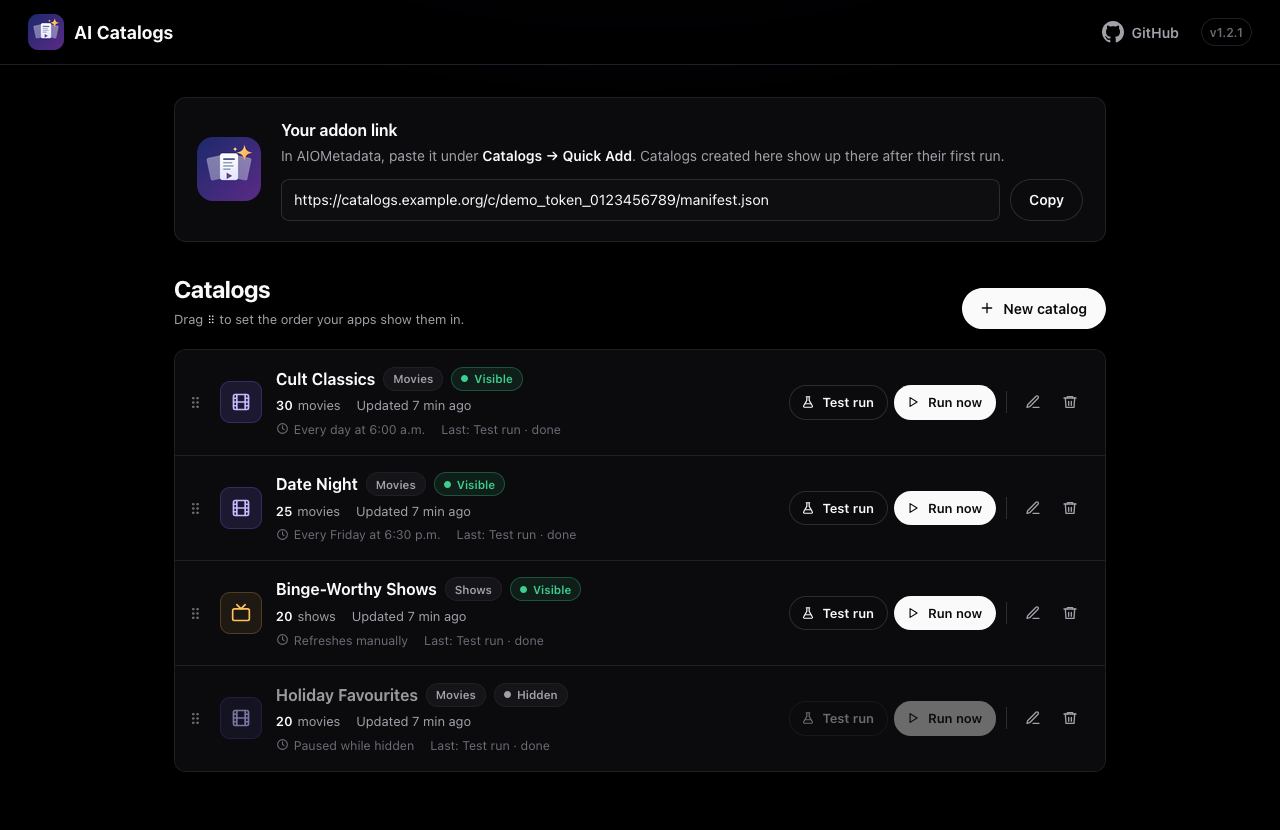 AI Catalogs
GitHub
v1.2.1
Your addon link
In AIOMetadata, paste it under Catalogs → Quick Add. Catalogs created here show up there after their first run.
https://catalogs.example.org/c/demo_token_0123456789/manifest.json
Copy
Catalogs
Drag ⠿ to set the order your apps show them in.
New catalog
Cult Classics Movies Visible
30 movies Updated 7 min ago
Every day at 6:00 a.m. Last: Test run · done
Test run Run now
Date Night Movies Visible
25 movies Updated 7 min ago
Every Friday at 6:30 p.m. Last: Test run · done
Test run Run now
Binge-Worthy Shows Shows Visible
20 shows Updated 7 min ago
Refreshes manually Last: Test run · done
Test run Run now
Holiday Favourites Movies Hidden
20 movies Updated 7 min ago
Paused while hidden Last: Test run · done
Test run Run now